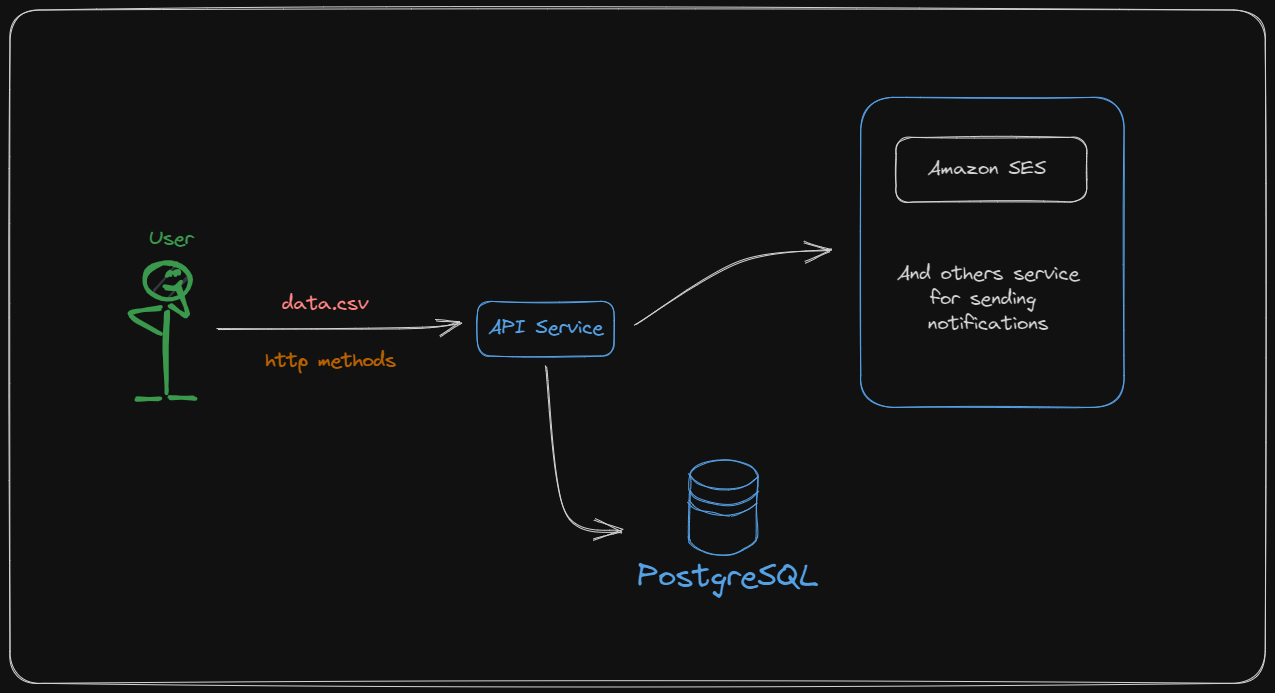 User
data.csv
http methods
API Service
Amazon SES
And others service
for sending
notifications
PostgreSQL